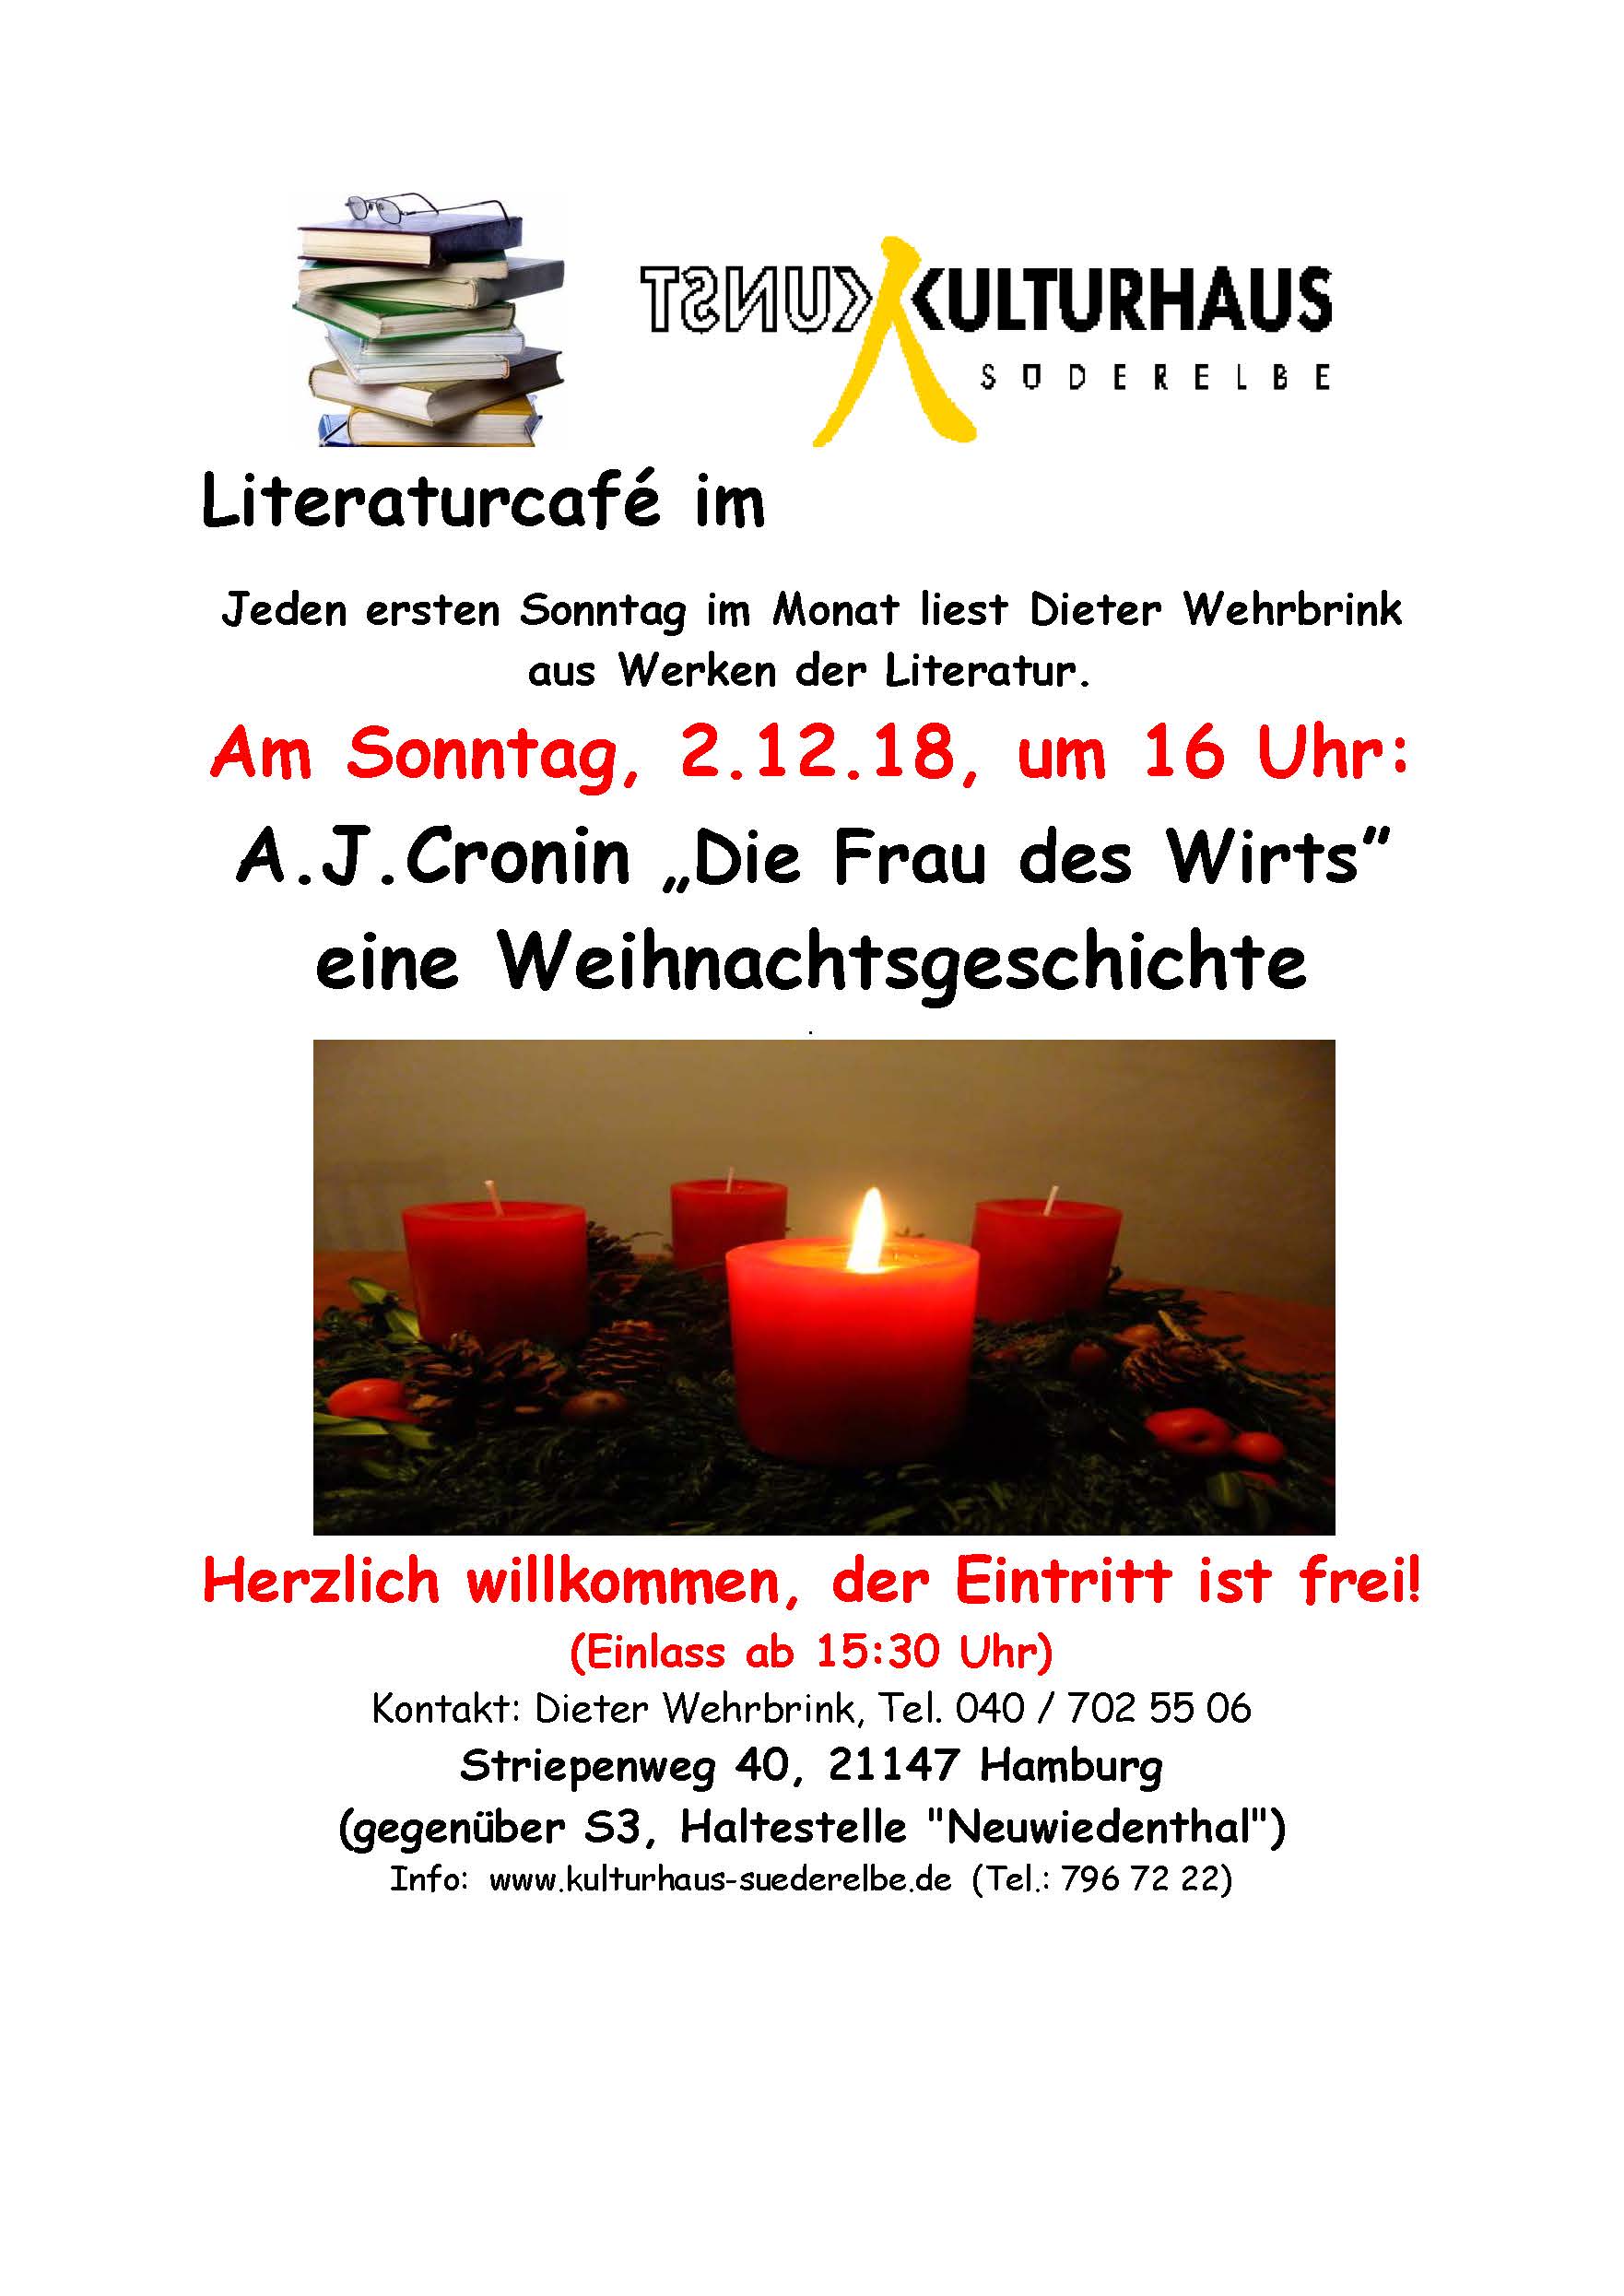 KUNST KULTURHAUS
SÜDERELBE
Literaturcafé im
Jeden ersten Sonntag im Monat liest Dieter Wehrbrink
aus Werken der Literatur.
Am Sonntag, 2.12.18, um 16 Uhr:
A.J.Cronin „Die Frau des Wirts”
eine Weihnachtsgeschichte
.
Herzlich willkommen, der Eintritt ist frei!
(Einlass ab 15:30 Uhr)
Kontakt: Dieter Wehrbrink, Tel. 040 / 702 55 06
Striepenweg 40, 21147 Hamburg
(gegenüber S3, Haltestelle "Neuwiedenthal")
Info: www.kulturhaus-suederelbe.de (Tel.: 796 72 22)